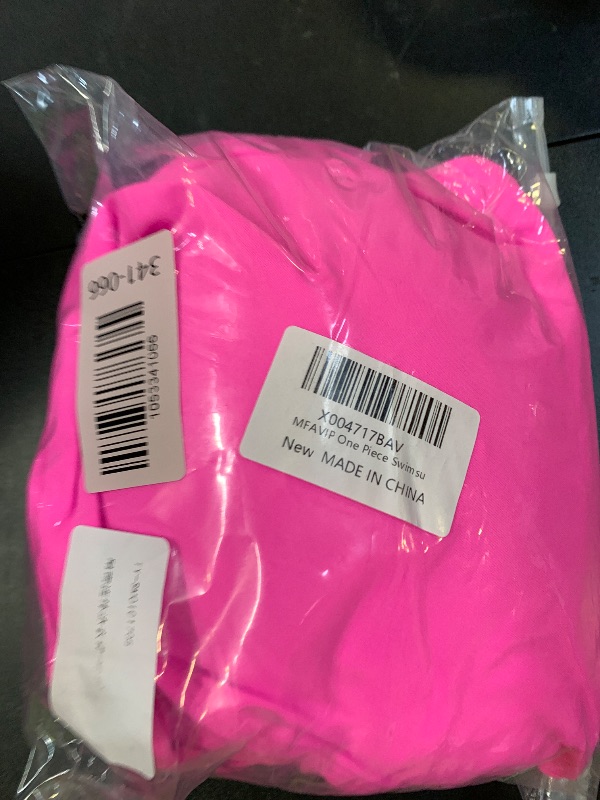 341-066
1053341066
X004717BAV
MFAVIP One Piece Swimsu
New MADE IN CHINA